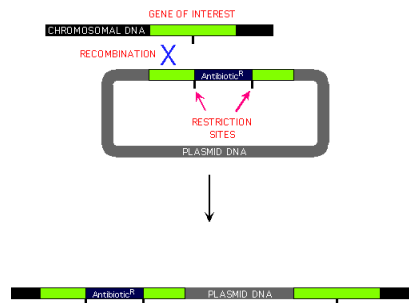 GENE OF INTEREST
CHROMOSOMAL DNA
RECOMBINATION
Antibiotic^R
RESTRICTION
SITES
PLASMID DNA
Antibiotic^R PLASMID DNA